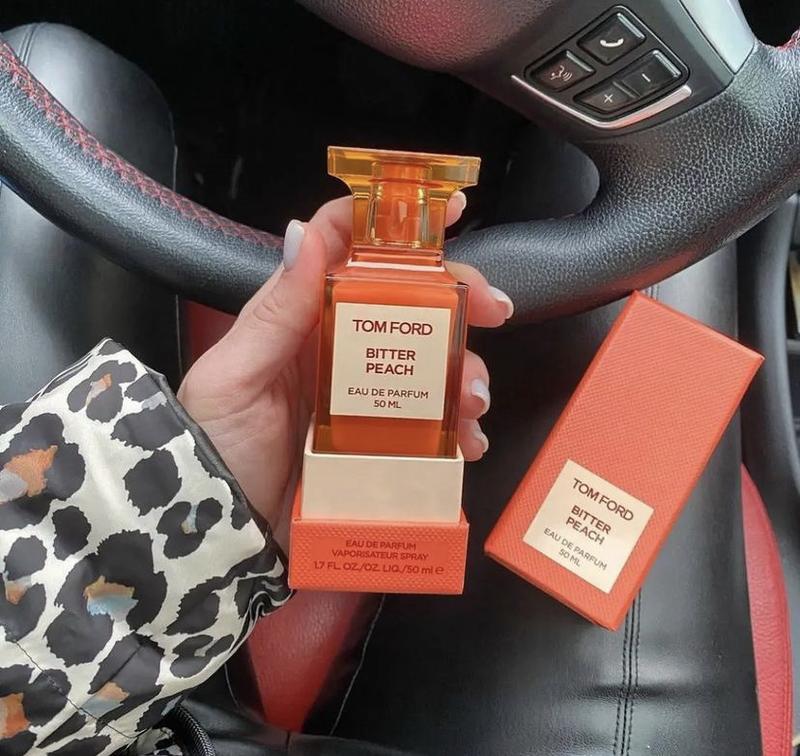 TOM FORD
BITTER
PEACH
EAU DE PARFUM
50 ML
EAU DE PARFUM
VAPORISATEUR SPRAY
1.7 FL. OZ./OZ. LIQ./50 ml ℮
TOM FORD
BITTER
PEACH
EAU DE PARFUM
50 ML